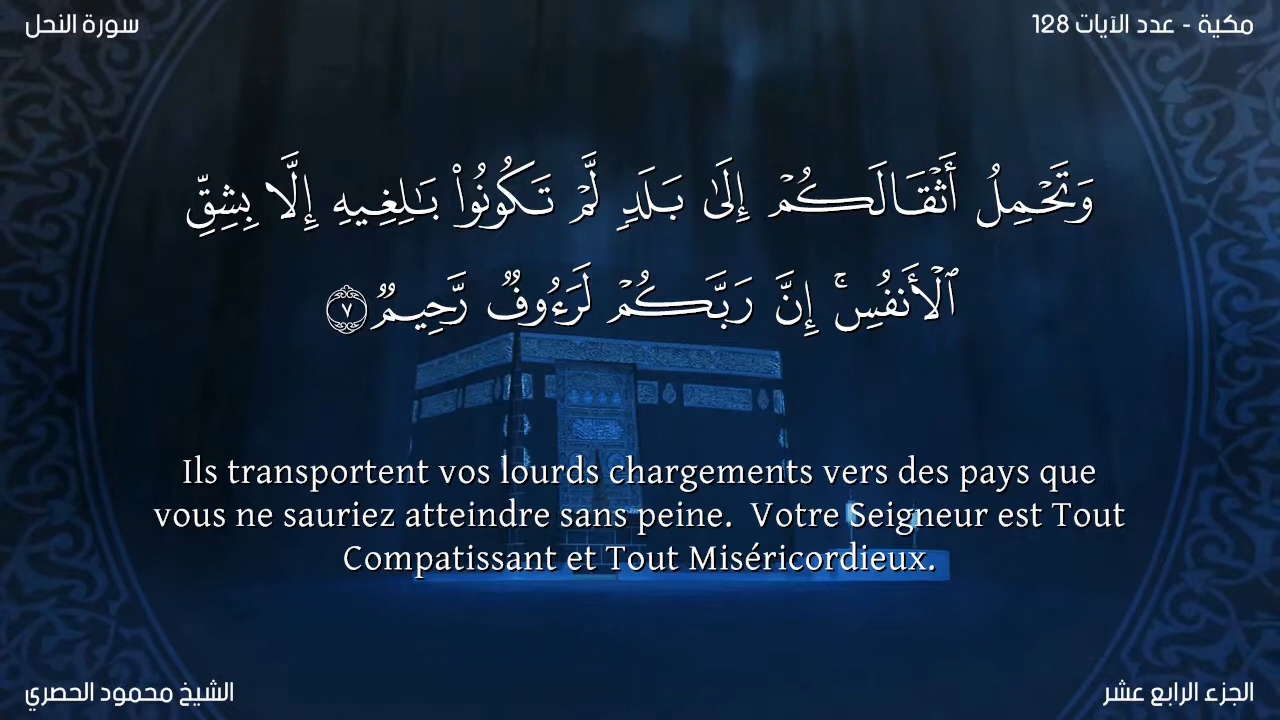 مكية - عدد الآيات 128
سورة النحل
وَتَحۡمِلُ أَثۡقَالَكُمۡ إِلَىٰ بَلَدٖ لَّمۡ تَكُونُواْ بَٰلِغِيهِ إِلَّا بِشِقِّ
ٱلۡأَنفُسِۚ إِنَّ رَبَّكُمۡ لَرَءُوفٞ رَّحِيمٞ ٧
Ils transportent vos lourds chargements vers des pays que
vous ne sauriez atteindre sans peine.  Votre Seigneur est Tout
Compatissant et Tout Miséricordieux.
الجزء الرابع عشر
الشيخ محمود الحصري